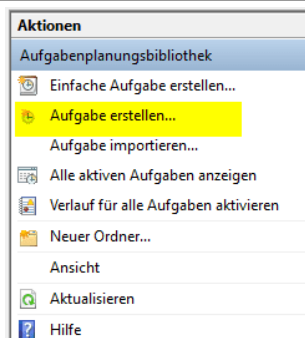 Aktionen
Aufgabenplanungsbibliothek
Einfache Aufgabe erstellen...
Aufgabe erstellen...
Aufgabe importieren...
Alle aktiven Aufgaben anzeigen
Verlauf für alle Aufgaben aktivieren
Neuer Ordner...
Ansicht
Aktualisieren
Hilfe